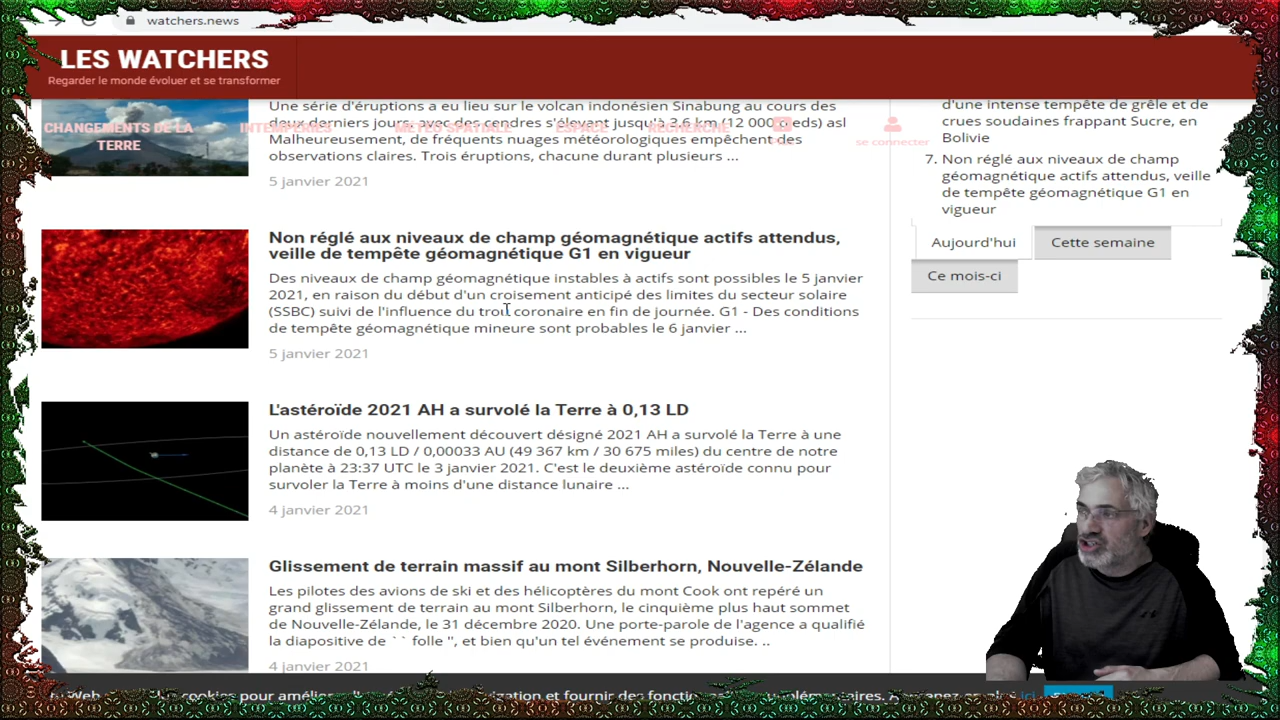 watchers.news
LES WATCHERS
Regarder le monde évoluer et se transformer
CHANGEMENTS DE LA
TERRE
INTEMPÉRIES
MÉTÉO SPATIALE
ESPACE
RECHERCHE
se connecter
Une série d'éruptions a eu lieu sur le volcan indonésien Sinabung au cours des
deux derniers jours, avec des cendres s'élevant jusqu'à 3,6 km (12 000 pieds) asl
Malheureusement, de fréquents nuages météorologiques empêchent des
observations claires. Trois éruptions, chacune durant plusieurs ...
5 janvier 2021
Non réglé aux niveaux de champ géomagnétique actifs attendus,
veille de tempête géomagnétique G1 en vigueur
Des niveaux de champ géomagnétique instables à actifs sont possibles le 5 janvier
2021, en raison du début d'un croisement anticipé des limites du secteur solaire
(SSBC) suivi de l'influence du trou coronaire en fin de journée. G1 - Des conditions
de tempête géomagnétique mineure sont probables le 6 janvier ...
5 janvier 2021
L'astéroïde 2021 AH a survolé la Terre à 0,13 LD
Un astéroïde nouvellement découvert désigné 2021 AH a survolé la Terre à une
distance de 0,13 LD / 0,00033 AU (49 367 km / 30 675 miles) du centre de notre
planète à 23:37 UTC le 3 janvier 2021. C'est le deuxième astéroïde connu pour
survoler la Terre à moins d'une distance lunaire ...
4 janvier 2021
Glissement de terrain massif au mont Silberhorn, Nouvelle-Zélande
Les pilotes des avions de ski et des hélicoptères du mont Cook ont repéré un
grand glissement de terrain au mont Silberhorn, le cinquième plus haut sommet
de Nouvelle-Zélande, le 31 décembre 2020. Une porte-parole de l'agence a qualifié
la diapositive de `` folle '', et bien qu'un tel événement se produise. ..
4 janvier 2021
d'une intense tempête de grêle et de
crues soudaines frappant Sucre, en
Bolivie
7. Non réglé aux niveaux de champ
géomagnétique actifs attendus, veille
de tempête géomagnétique G1 en
vigueur
Aujourd'hui
Cette semaine
Ce mois-ci
cookies pour et fournir des